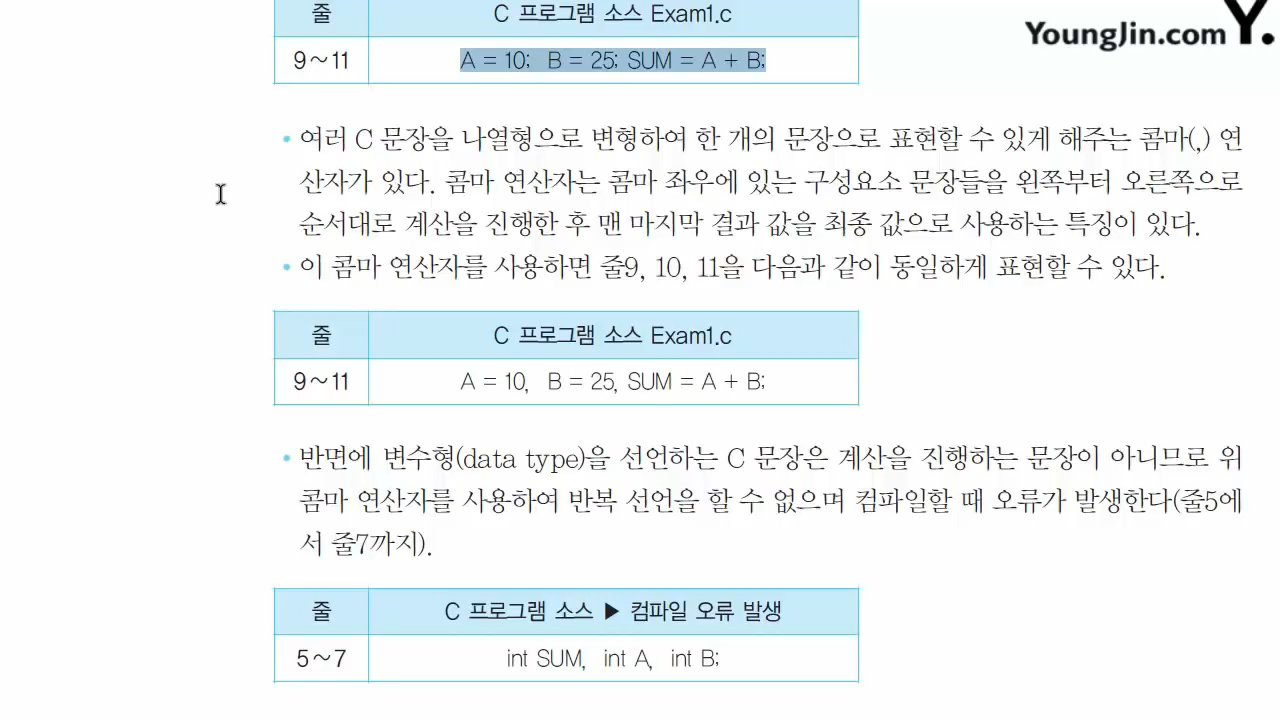 줄 C 프로그램 소스 Exam1.c
YoungJin.com Y.
9~11 A = 10; B = 25; SUM = A + B;
• 여러 C 문장을 나열형으로 변형하여 한 개의 문장으로 표현할 수 있게 해주는 콤마(,) 연
산자가 있다. 콤마 연산자는 콤마 좌우에 있는 구성요소 문장들을 왼쪽부터 오른쪽으로
순서대로 계산을 진행한 후 맨 마지막 결과 값을 최종 값으로 사용하는 특징이 있다.
• 이 콤마 연산자를 사용하면 줄9, 10, 11을 다음과 같이 동일하게 표현할 수 있다.
줄 C 프로그램 소스 Exam1.c
9~11 A = 10, B = 25, SUM = A + B;
• 반면에 변수형(data type)을 선언하는 C 문장은 계산을 진행하는 문장이 아니므로 위
콤마 연산자를 사용하여 반복 선언을 할 수 없으며 컴파일할 때 오류가 발생한다(줄5에
서 줄7까지).
줄 C 프로그램 소스 ▶ 컴파일 오류 발생
5~7 int SUM, int A, int B;